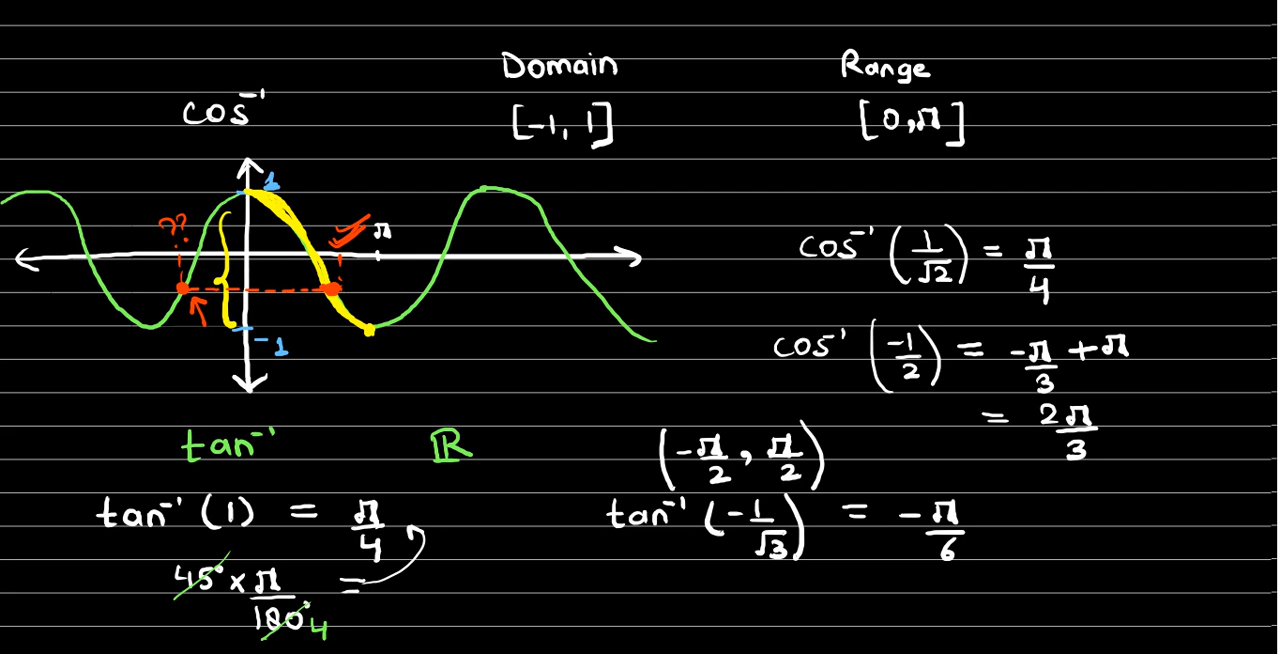 Domain Range
cos⁻¹ [-1, 1] [0, π]
1
?? π
-1
cos⁻¹ (1/√2) = π/4
cos⁻¹ (-1/2) = -π/3 + π
= 2π/3
tan⁻¹ ℝ (-π/2, π/2)
tan⁻¹ (1) = π/4 tan⁻¹ (-1/√3) = -π/6
45° × π/180° =
4